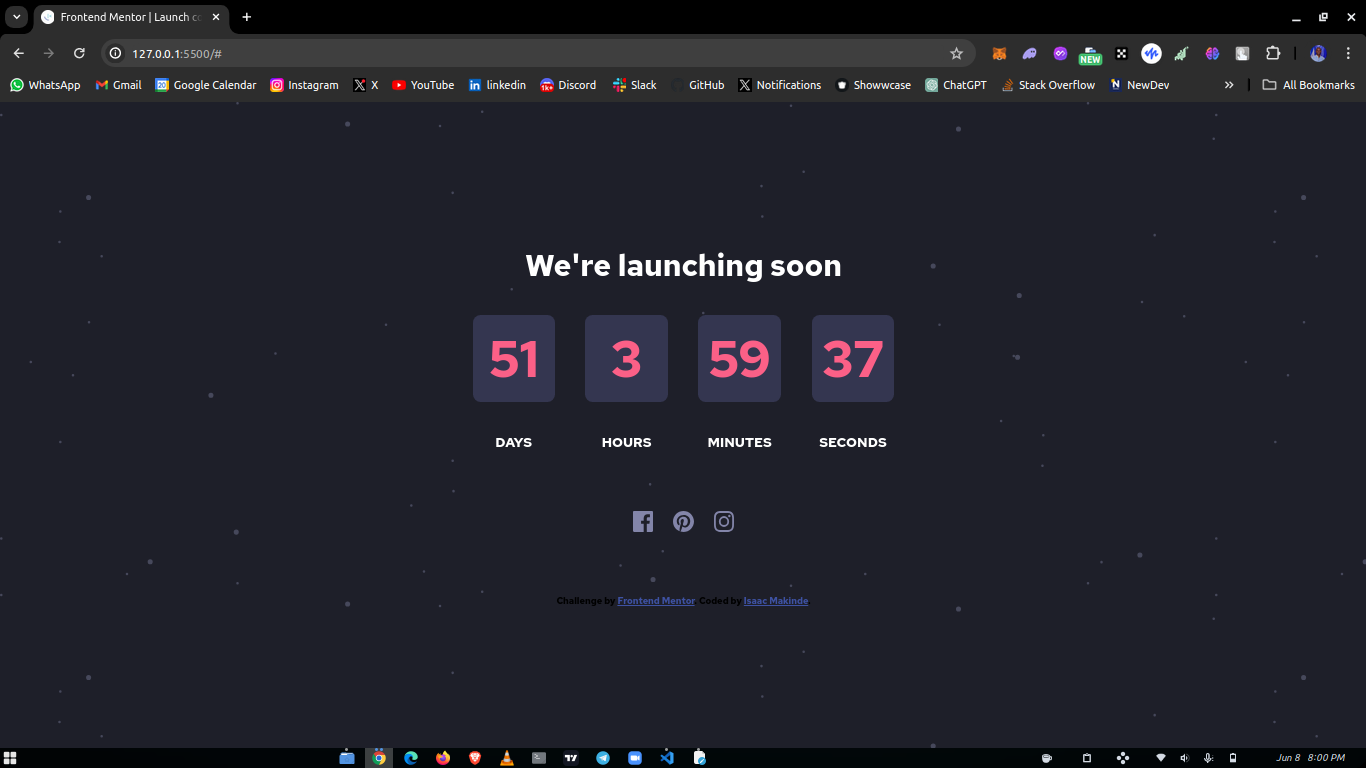 Frontend Mentor | Launch co
127.0.0.1:5500/#
NEW
WhatsApp Gmail Google Calendar Instagram X YouTube linkedin Discord Slack GitHub Notifications Showwcase ChatGPT Stack Overflow NewDev » All Bookmarks
We're launching soon
51 3 59 37
DAYS HOURS MINUTES SECONDS
Challenge by Frontend Mentor. Coded by Isaac Makinde.
Jun 8 8:00 PM